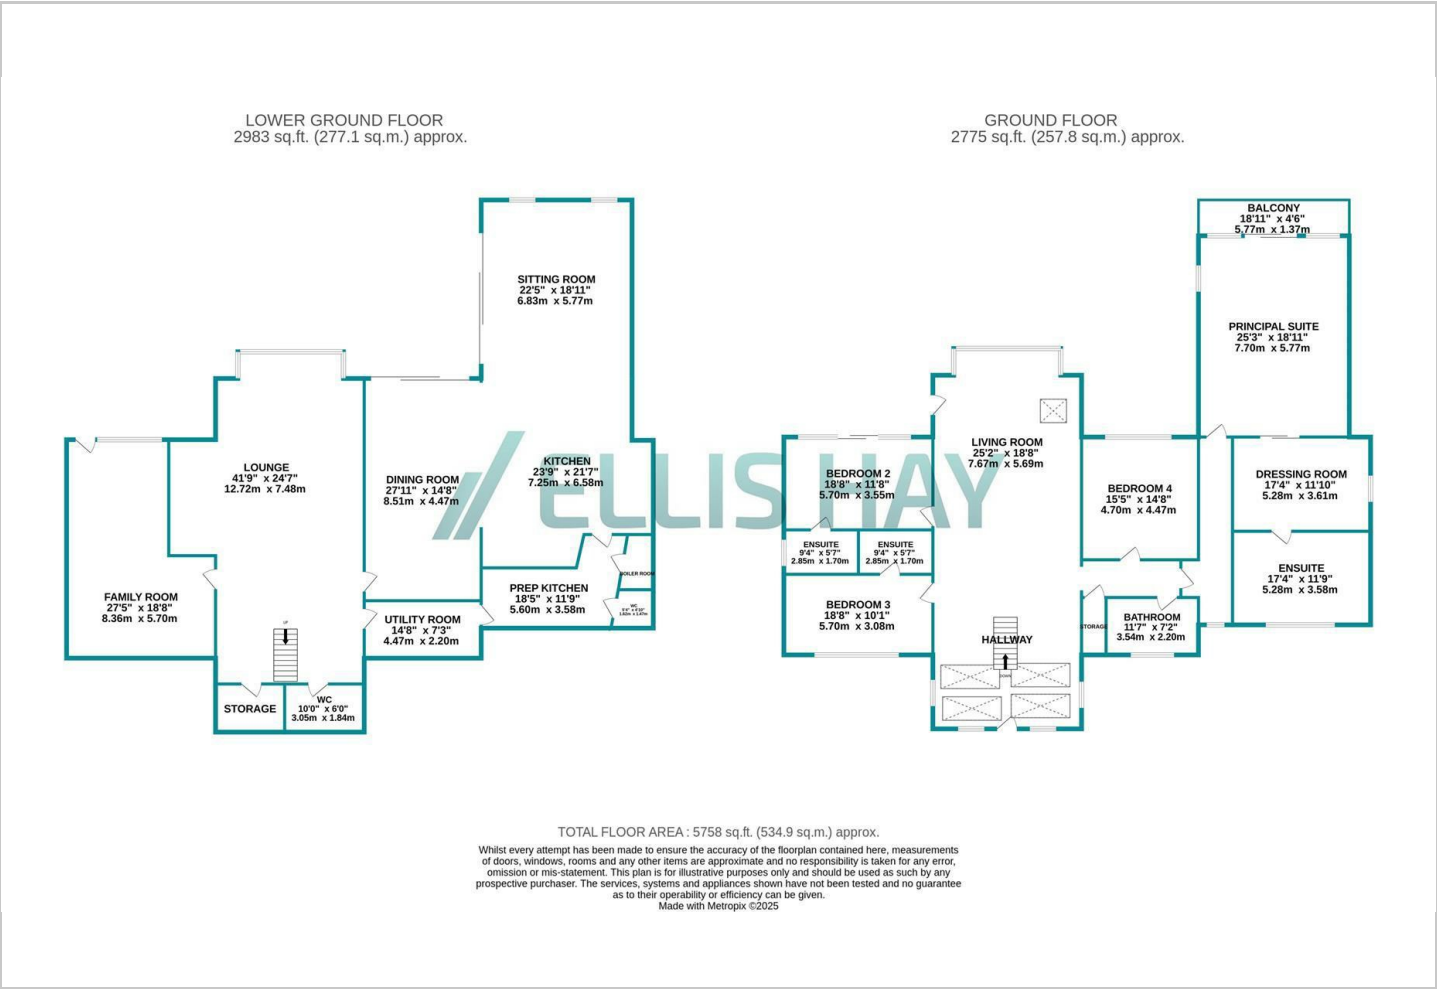 LOWER GROUND FLOOR
2983 sq.ft. (277.1 sq.m.) approx.
GROUND FLOOR
2775 sq.ft. (257.8 sq.m.) approx.
SITTING ROOM
22'5" x 18'11"
6.83m x 5.77m
LOUNGE
41'9" x 24'7"
12.72m x 7.48m
DINING ROOM
27'11" x 14'8"
8.51m x 4.47m
KITCHEN
23'9" x 21'7"
7.25m x 6.58m
FAMILY ROOM
27'5" x 18'8"
8.36m x 5.70m
PREP KITCHEN
18'5" x 11'9"
5.60m x 3.58m
BOILER ROOM
WC
UTILITY ROOM
14'8" x 7'3"
4.47m x 2.20m
UP
STORAGE
WC
10'0" x 6'0"
3.05m x 1.84m
BALCONY
18'11" x 4'6"
5.77m x 1.37m
PRINCIPAL SUITE
25'3" x 18'11"
7.70m x 5.77m
LIVING ROOM
25'2" x 18'8"
7.67m x 5.69m
BEDROOM 2
18'8" x 11'8"
5.70m x 3.55m
BEDROOM 4
15'5" x 14'8"
4.70m x 4.47m
DRESSING ROOM
17'4" x 11'10"
5.28m x 3.61m
ENSUITE
9'4" x 5'7"
2.85m x 1.70m
ENSUITE
9'4" x 5'7"
2.85m x 1.70m
ENSUITE
17'4" x 11'9"
5.28m x 3.58m
BEDROOM 3
18'8" x 10'1"
5.70m x 3.08m
STORAGE
BATHROOM
11'7" x 7'2"
3.54m x 2.20m
HALLWAY
DOWN
ELLIS HAY
TOTAL FLOOR AREA : 5758 sq.ft. (534.9 sq.m.) approx.
Whilst every attempt has been made to ensure the accuracy of the floorplan contained here, measurements
of doors, windows, rooms and any other items are approximate and no responsibility is taken for any error,
omission or mis-statement. This plan is for illustrative purposes only and should be used as such by any
prospective purchaser. The services, systems and appliances shown have not been tested and no guarantee
as to their operability or efficiency can be given.
Made with Metropix ©2025